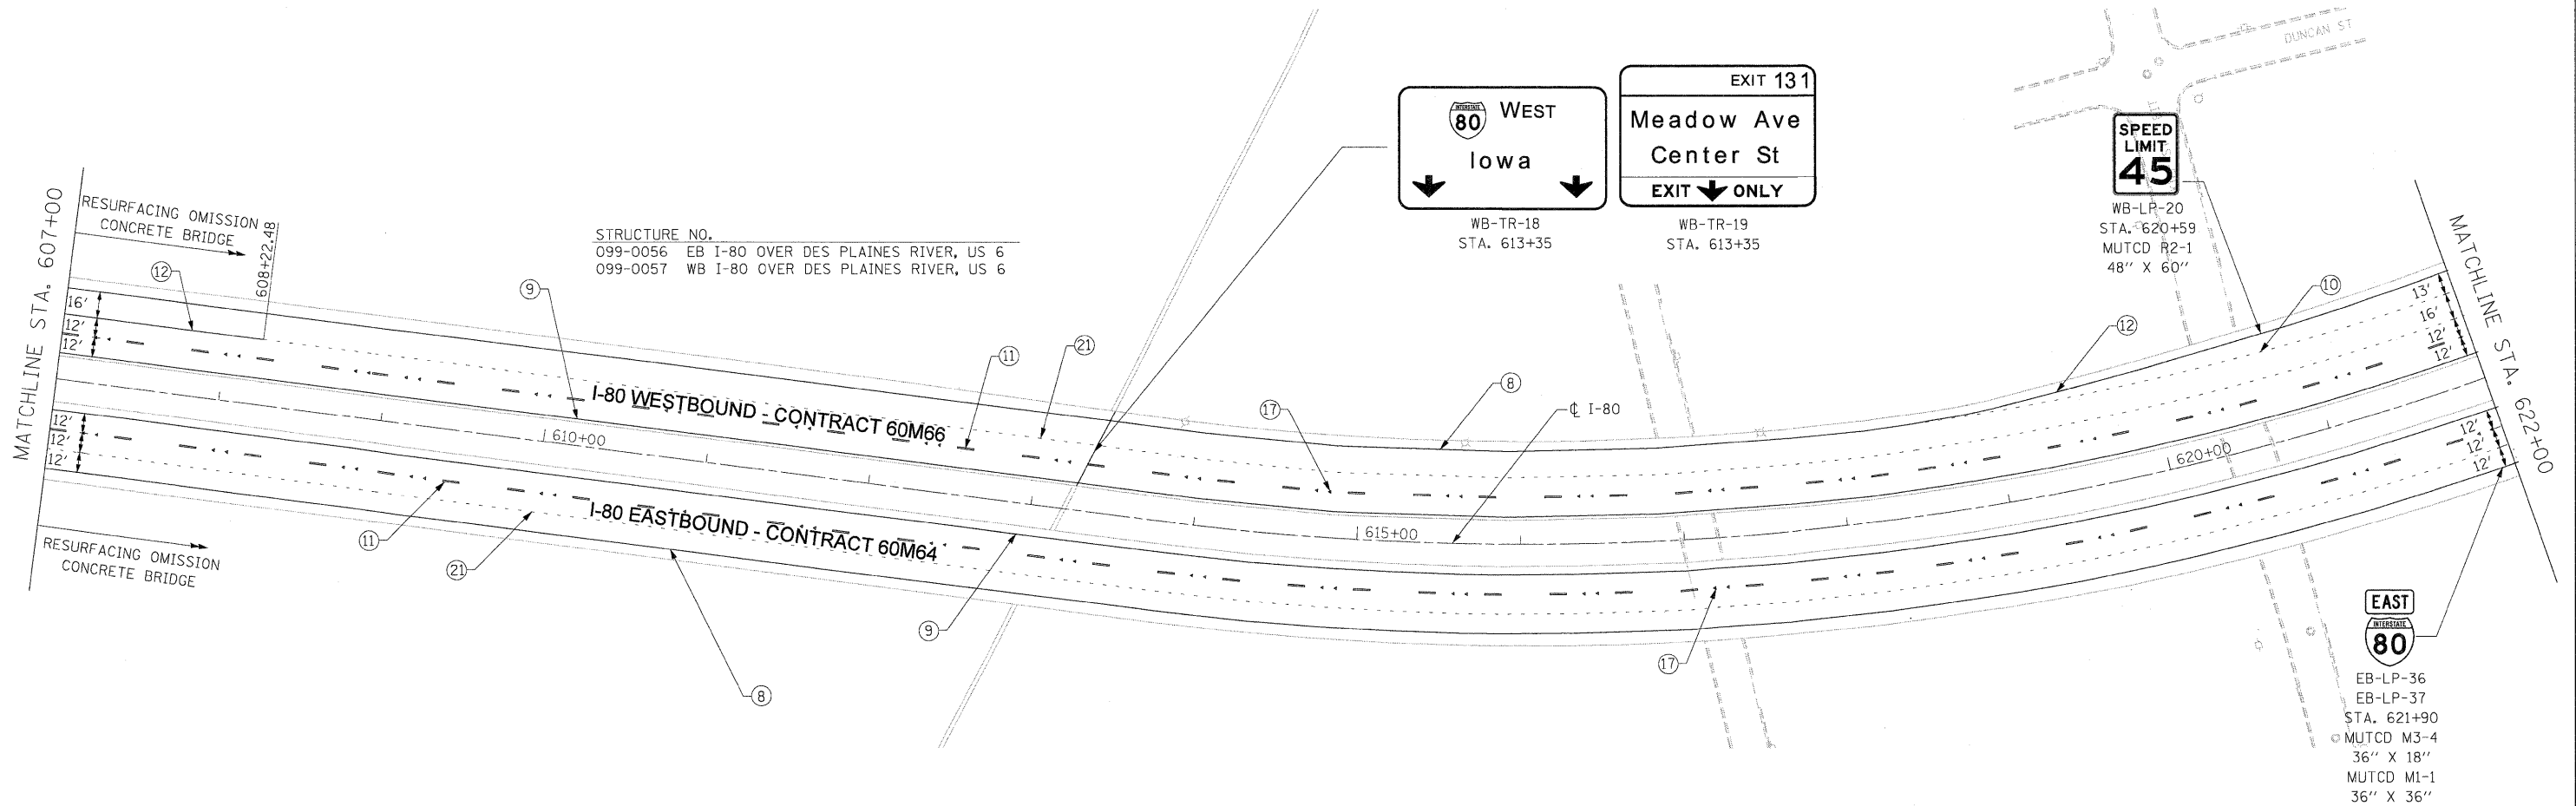 MATCHLINE STA. 607+00
RESURFACING OMISSION
CONCRETE BRIDGE
608+22.48
12
16'
12'
12'
12'
12'
12'
RESURFACING OMISSION
CONCRETE BRIDGE
STRUCTURE NO.
099-0056 EB I-80 OVER DES PLAINES RIVER, US 6
099-0057 WB I-80 OVER DES PLAINES RIVER, US 6
9
I-80 WESTBOUND - CONTRACT 60M66
610+00
I-80 EASTBOUND - CONTRACT 60M64
11
21
11
21
9
8
INTERSTATE
80 WEST
Iowa
WB-TR-18
STA. 613+35
EXIT 131
Meadow Ave
Center St
EXIT ONLY
WB-TR-19
STA. 613+35
17
8
℄ I-80
615+00
17
DUNCAN ST
SPEED
LIMIT
45
WB-LP-20
STA. 620+59
MUTCD R2-1
48" X 60"
12
10
620+00
13'
16'
12'
12'
12'
12'
12'
MATCHLINE STA. 622+00
EAST
INTERSTATE
80
EB-LP-36
EB-LP-37
STA. 621+90
MUTCD M3-4
36" X 18"
MUTCD M1-1
36" X 36"